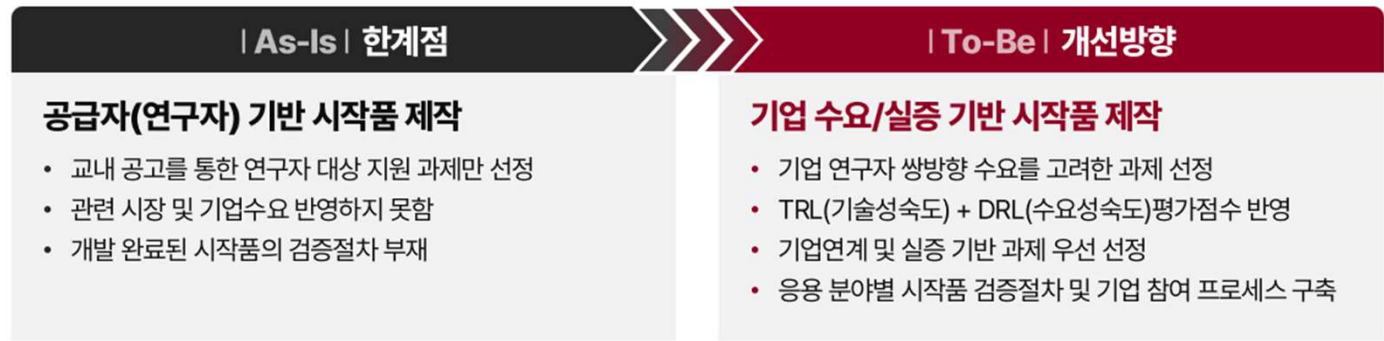 | As-Is | 한계점
공급자(연구자) 기반 시작품 제작
• 교내 공고를 통한 연구자 대상 지원 과제만 선정
• 관련 시장 및 기업수요 반영하지 못함
• 개발 완료된 시작품의 검증절차 부재
| To-Be | 개선방향
기업 수요/실증 기반 시작품 제작
• 기업 연구자 쌍방향 수요를 고려한 과제 선정
• TRL(기술성숙도) + DRL(수요성숙도)평가점수 반영
• 기업연계 및 실증 기반 과제 우선 선정
• 응용 분야별 시작품 검증절차 및 기업 참여 프로세스 구축